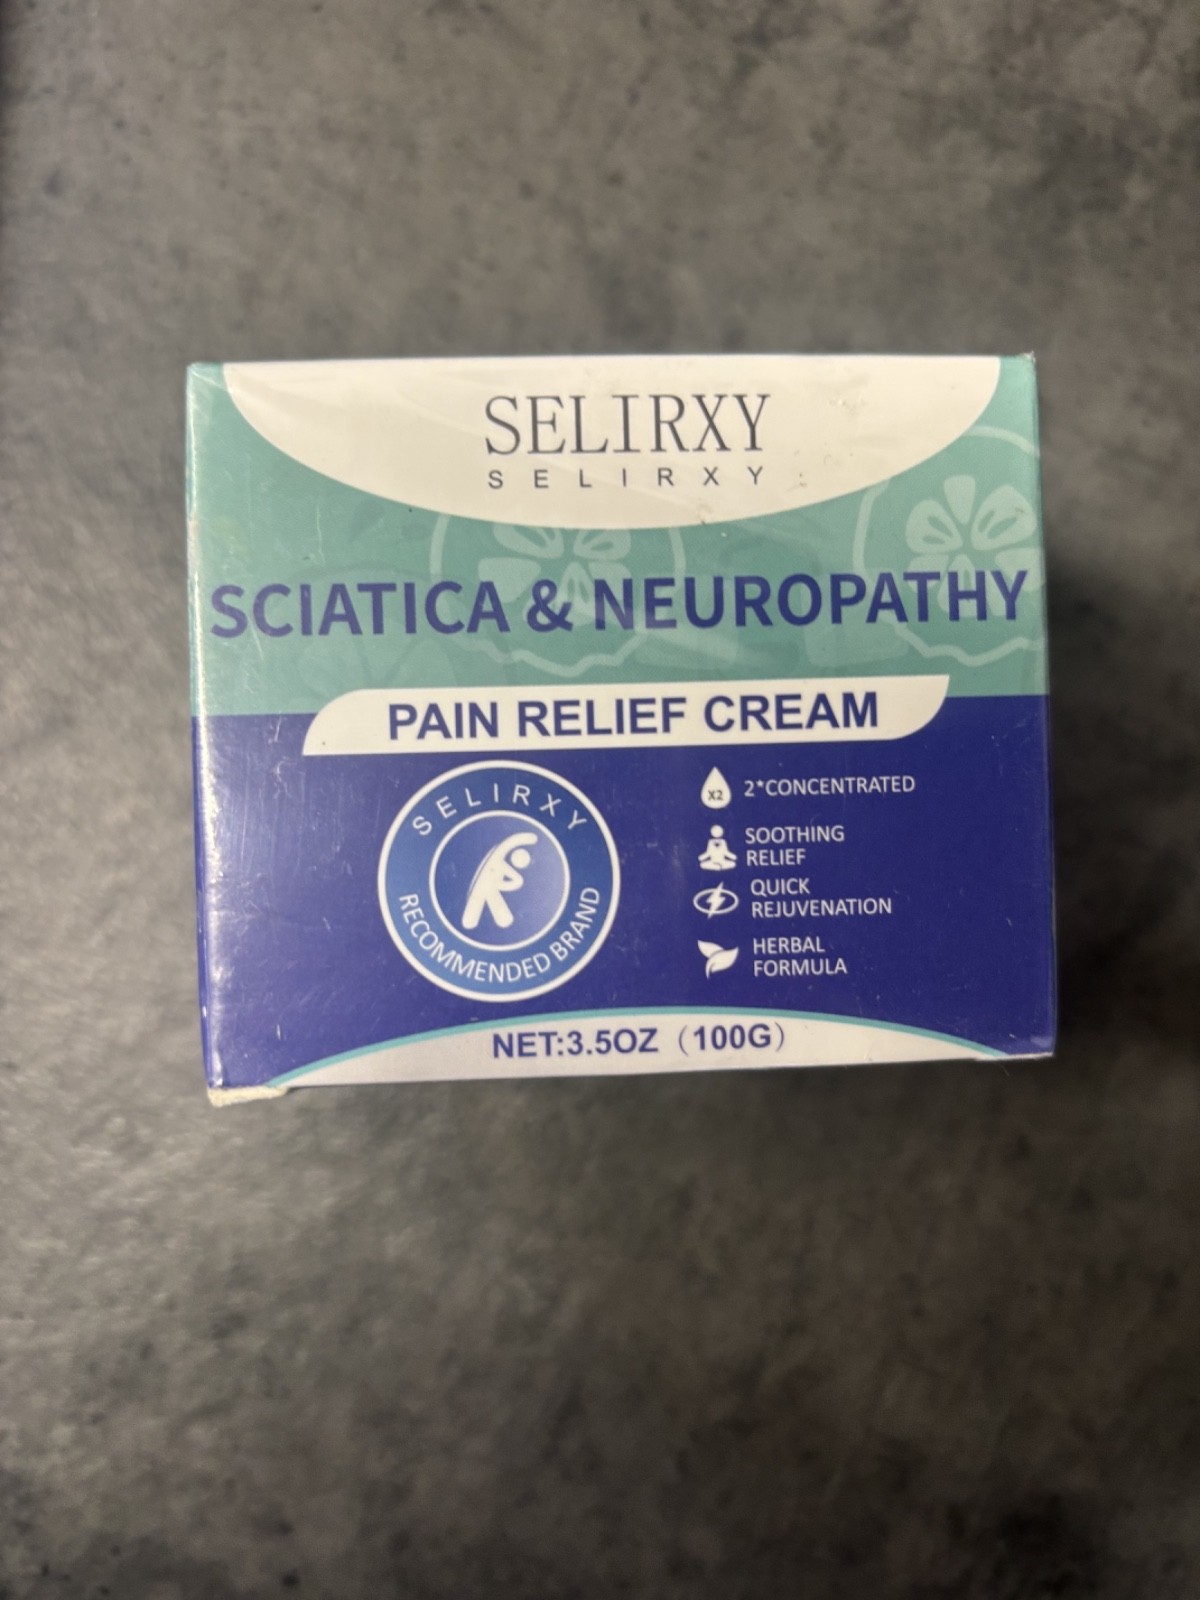 SELIRXY
SELIRXY
SCIATICA & NEUROPATHY
PAIN RELIEF CREAM
SELIRXY
RECOMMENDED BRAND
X2
2*CONCENTRATED
SOOTHING
RELIEF
QUICK
REJUVENATION
HERBAL
FORMULA
NET:3.5OZ（100G）